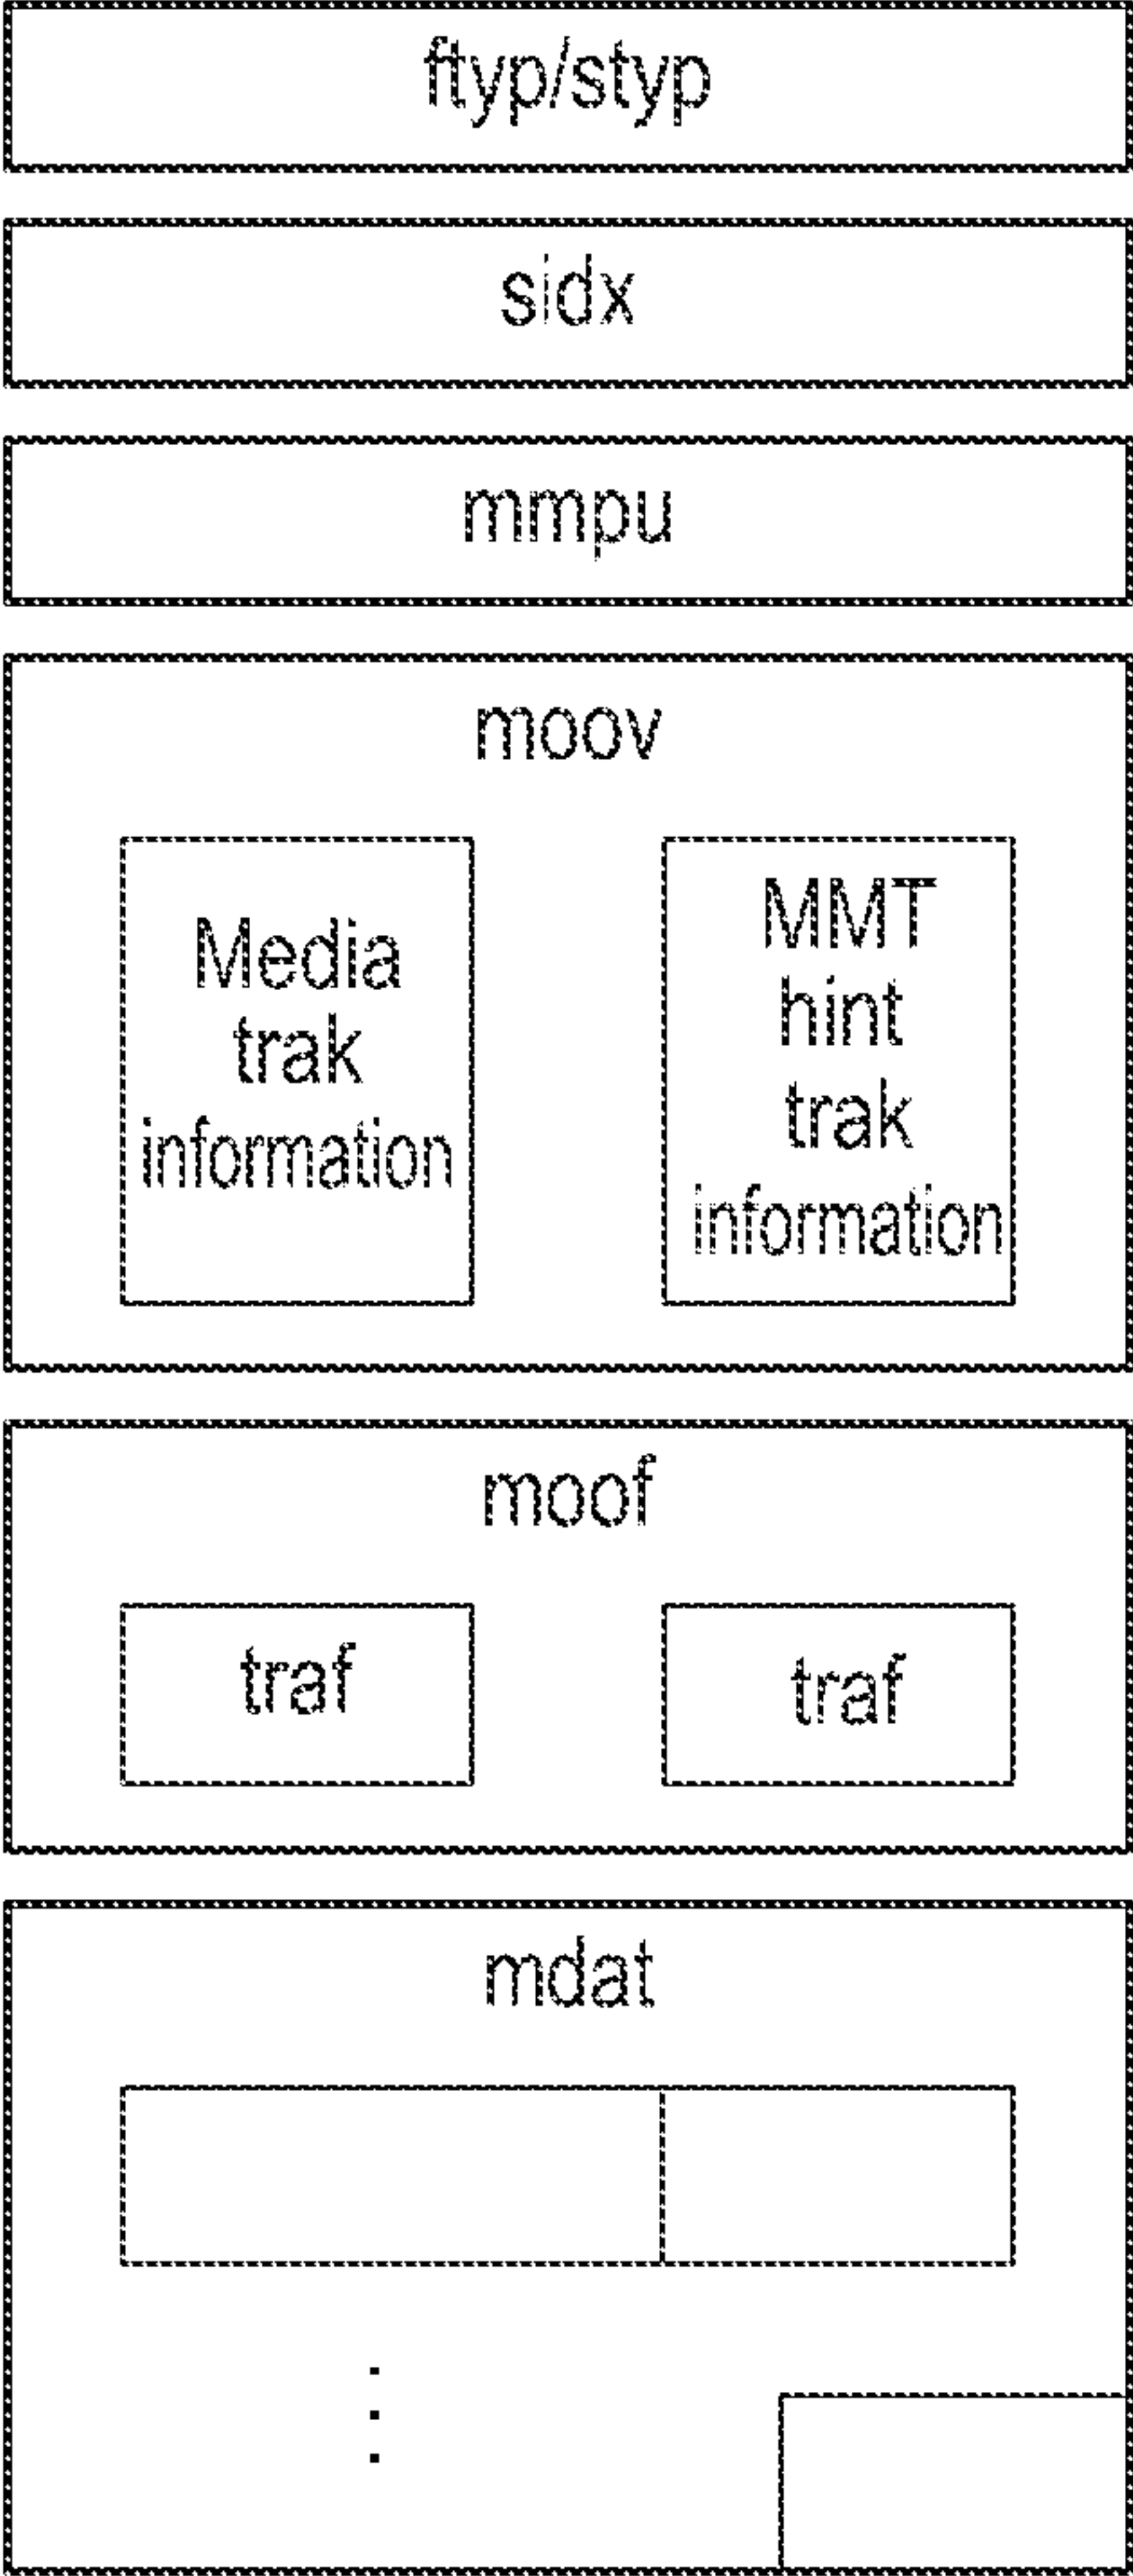 ftyp/styp
sidx
mmpu
moov
Media
trak
information
MMT
hint
trak
information
moof
traf
traf
mdat